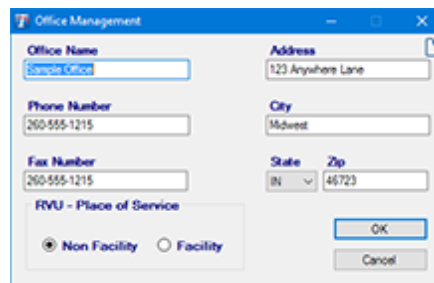 Office Management
Office Name
Address
Sample Office
123 Anywhere Lane
Phone Number
City
260-555-1215
Midwest
Fax Number
State Zip
260-555-1215
IN 46723
RVU - Place of Service
Non Facility Facility
OK
Cancel